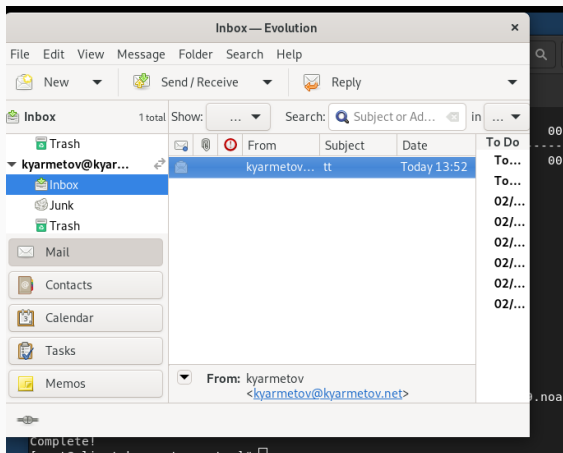 Inbox — Evolution
File Edit View Message Folder Search Help
New Send / Receive Reply
Inbox 1 total Show: ... Search: Subject or Ad... in ...
Trash
kyarmetov@kyar...
Inbox
Junk
Trash
From Subject Date
kyarmetov... tt Today 13:52
To Do
To...
To...
02/...
02/...
02/...
02/...
02/...
02/...
Mail
Contacts
Calendar
Tasks
Memos
From: kyarmetov
<kyarmetov@kyarmetov.net>
00
-----
00
.noa
Complete!